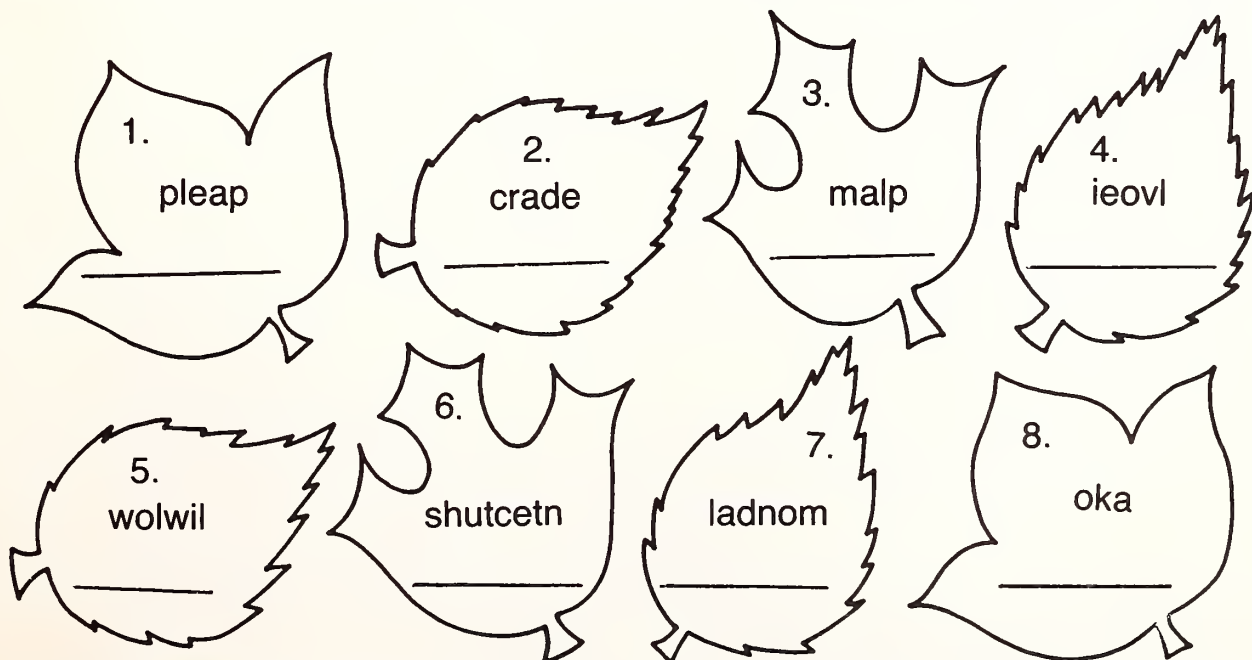 1.
pleap
2.
crade
3.
malp
4.
ieovl
5.
wolwil
6.
shutcetn
7.
ladnom
8.
oka